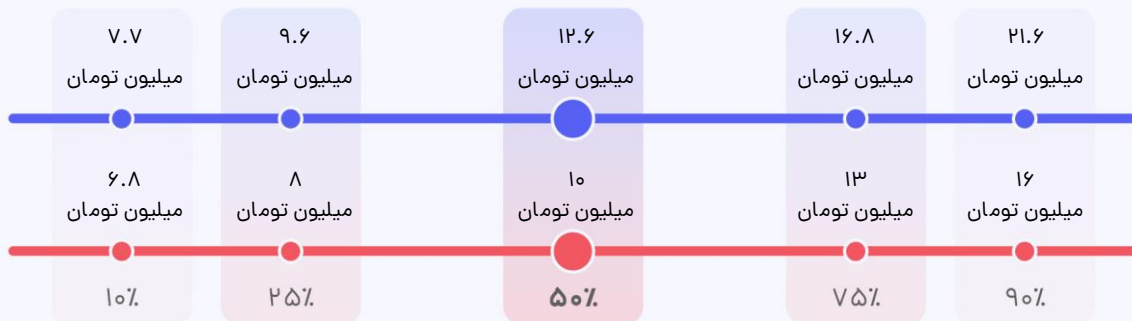 ۷.۷ ۹.۶ ۱۲.۶ ۱۶.۸ ۲۱.۶
میلیون تومان میلیون تومان میلیون تومان میلیون تومان میلیون تومان
۶.۸ ۸ ۱۰ ۱۳ ۱۶
میلیون تومان میلیون تومان میلیون تومان میلیون تومان میلیون تومان
۱۰٪ ۲۵٪ ۵۰٪ ۷۵٪ ۹۰٪